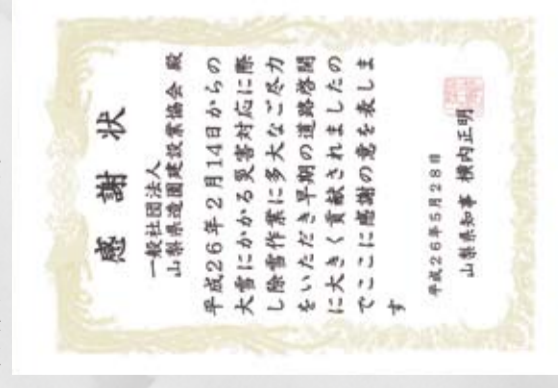 感謝状
一般社団法人
山梨県造園建設業協会 殿
平成26年2月14日からの
大雪にかかる災害対応に際
し除雪作業に多大なご尽力
をいただき早期の道路啓開
に大きく貢献されましたの
でここに感謝の意を表しま
す
平成26年5月28日
山梨県知事 横内正明